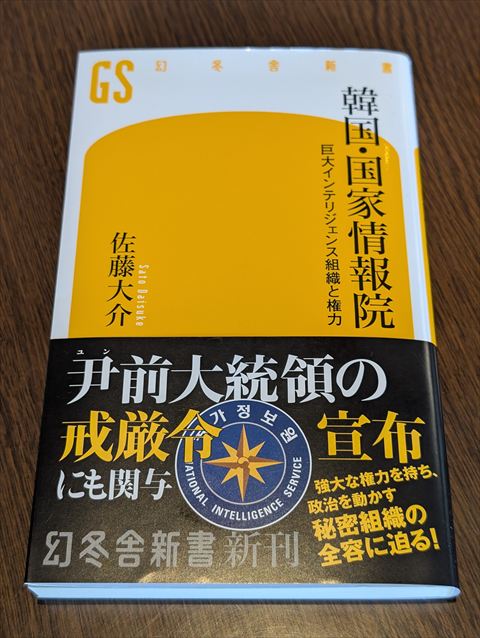 GS
幻冬舎新書
韓国・国家情報院
巨大インテリジェンス組織と権力
佐藤大介
Sato Daisuke
ユン
尹前大統領の
戒厳令 宣布
にも関与
가정보원
ATIONAL INTELLIGENCE SERVICE
強大な権力を持ち、
政治を動かす
秘密組織の
全容に迫る!
幻冬舎新書 新刊